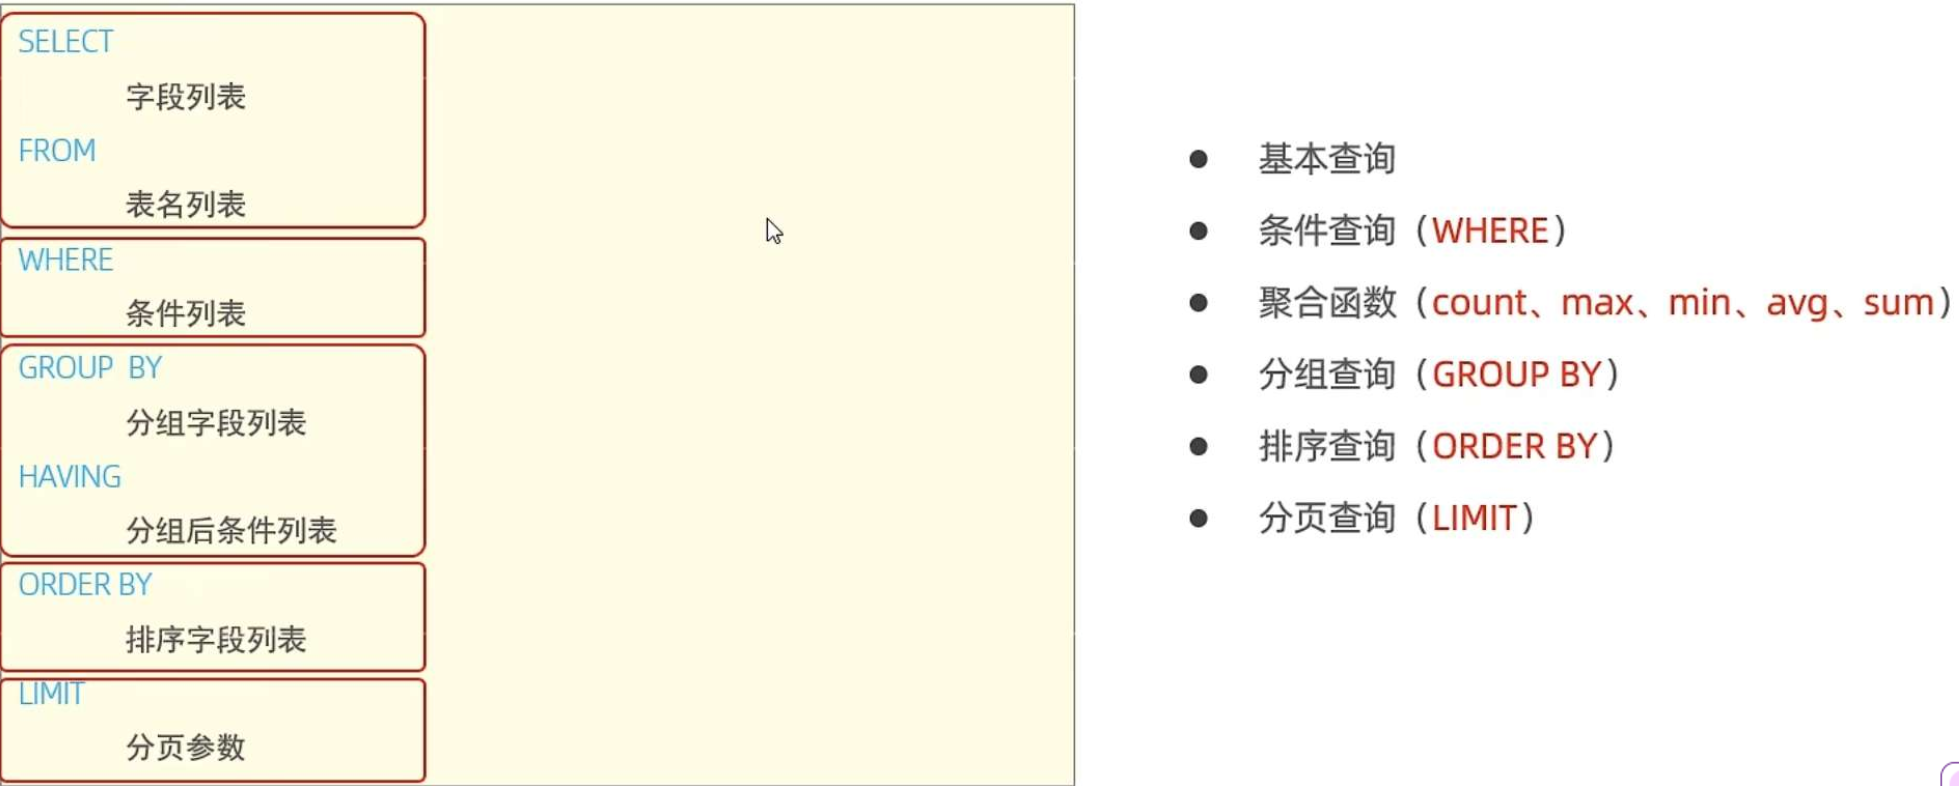 SELECT
字段列表
FROM
表名列表
WHERE
条件列表
GROUP BY
分组字段列表
HAVING
分组后条件列表
ORDER BY
排序字段列表
LIMIT
分页参数
基本查询
条件查询（WHERE）
聚合函数（count、max、min、avg、sum）
分组查询（GROUP BY）
排序查询（ORDER BY）
分页查询（LIMIT）